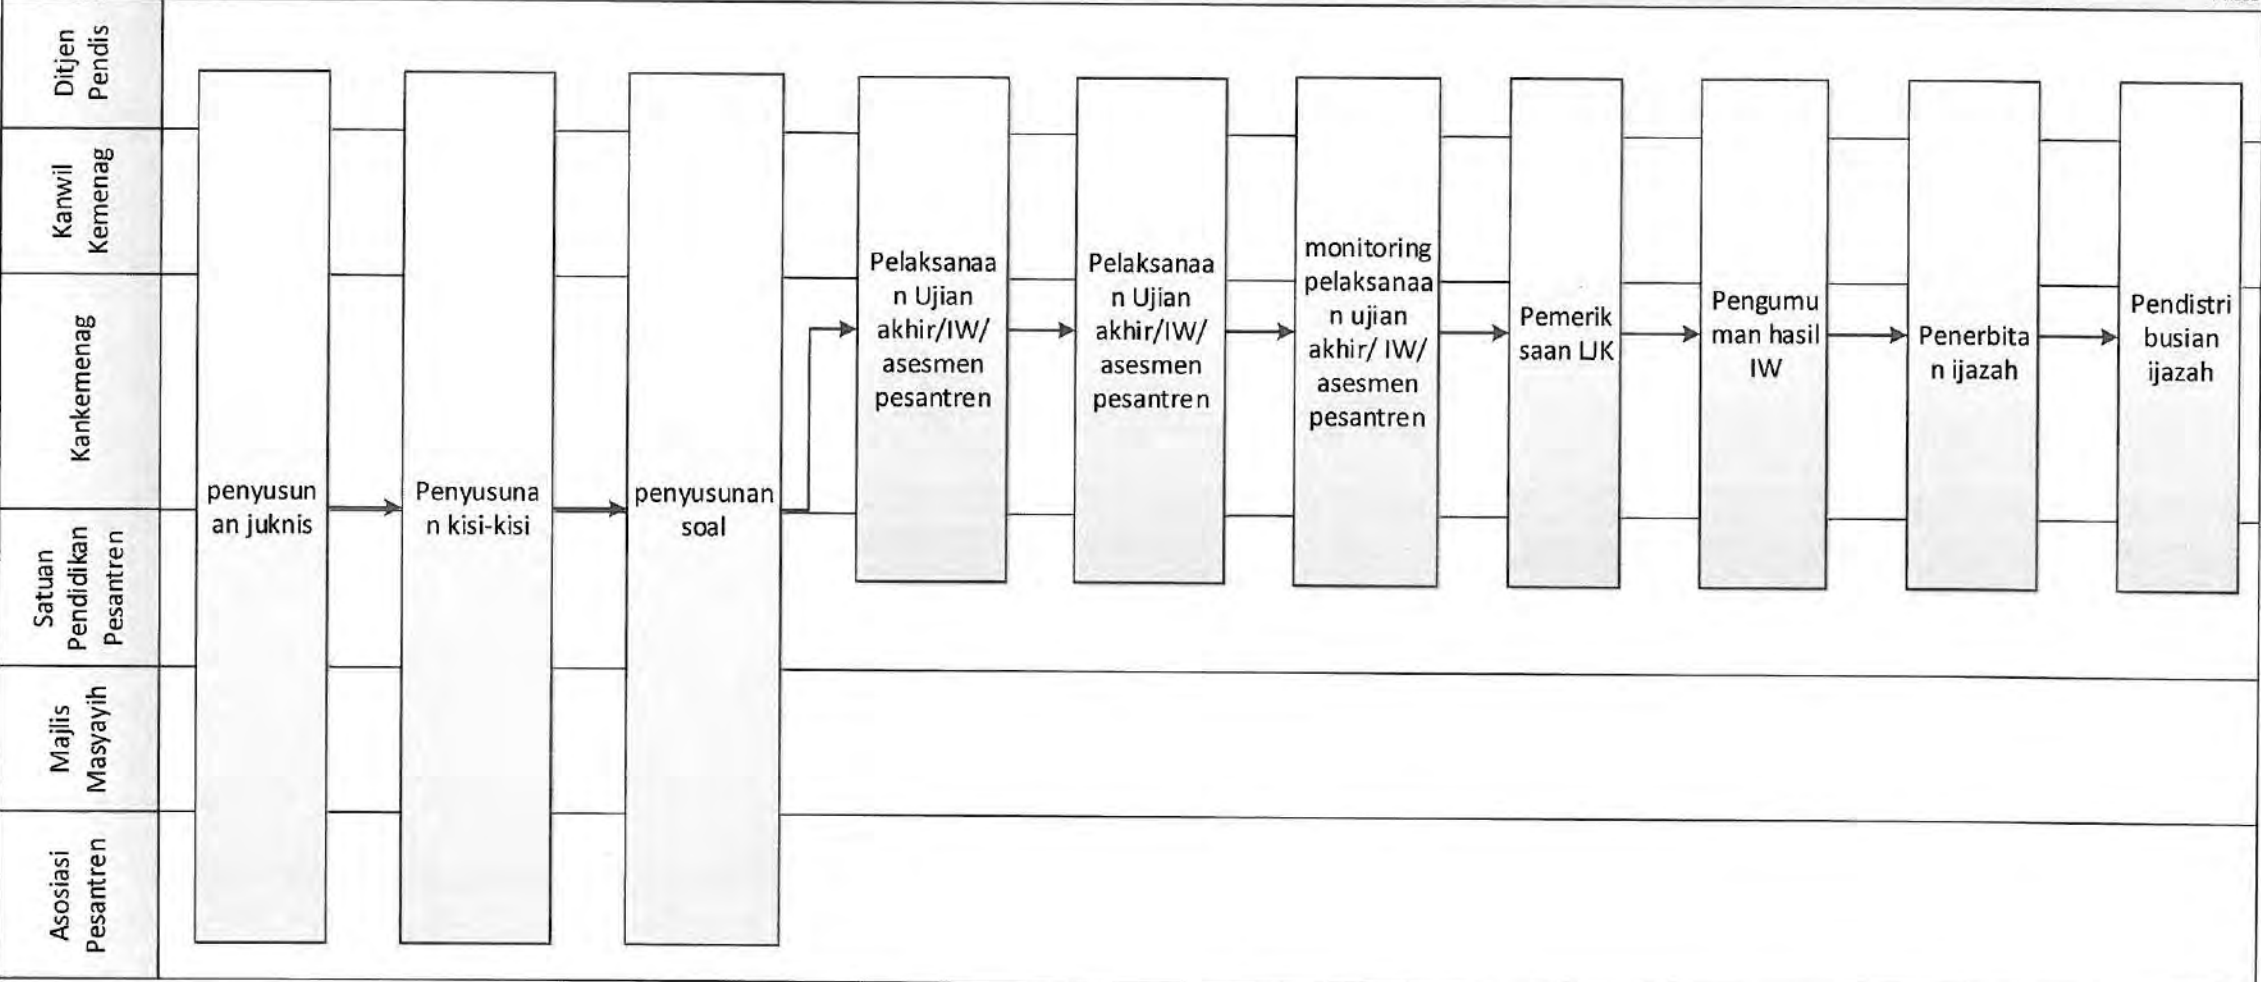 Ditjen
Pendis
Kanwil
Kemenag
Kankemenag
Satuan
Pendidikan
Pesantren
Majlis
Masyayih
Asosiasi
Pesantren
penyusun
an juknis
Penyusuna
n kisi-kisi
penyusunan
soal
Pelaksanaa
n Ujian
akhir/IW/
asesmen
pesantren
Pelaksanaa
n Ujian
akhir/IW/
asesmen
pesantren
monitoring
pelaksanaa
n ujian
akhir/ IW/
asesmen
pesantren
Pemerik
saan LJK
Pengumu
man hasil
IW
Penerbita
n ijazah
Pendistri
busian
ijazah